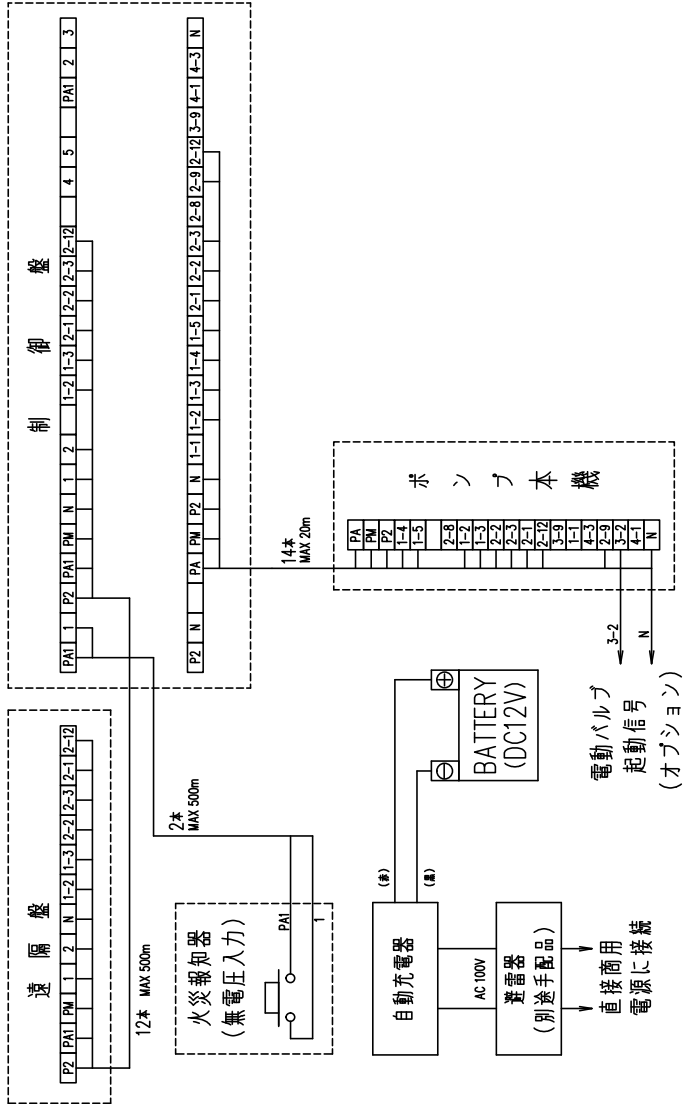 遠隔盤
P2 PA1 PM 1 2 N 1-2 1-3 2-2 2-3 2-1 2-12
12本 MAX 500m
制御盤
PA1 1 P2 PA1 PM N 1 2 1-2 1-3 2-1 2-2 2-3 2-12 4 5 PA1 2 3
P2 N PA PM P2 N 1-1 1-2 1-3 1-4 1-5 2-1 2-2 2-3 2-8 2-9 2-12 3-9 4-1 4-3 N
2本
MAX 500m
14本
MAX 20m
火災報知器
(無電圧入力)
PA1
1
ポンプ本機
PA
PM
P2
1-4
1-5
2-8
1-2
1-3
2-2
2-3
2-1
2-12
3-9
1-1
4-3
2-9
3-2
4-1
N
3-2
N
電動バルブ
起動信号
(オプション)
(赤)
(黒)
BATTERY
(DC12V)
自動充電器
AC100V
避雷器
(別途手配品)
直接商用
電源に接続